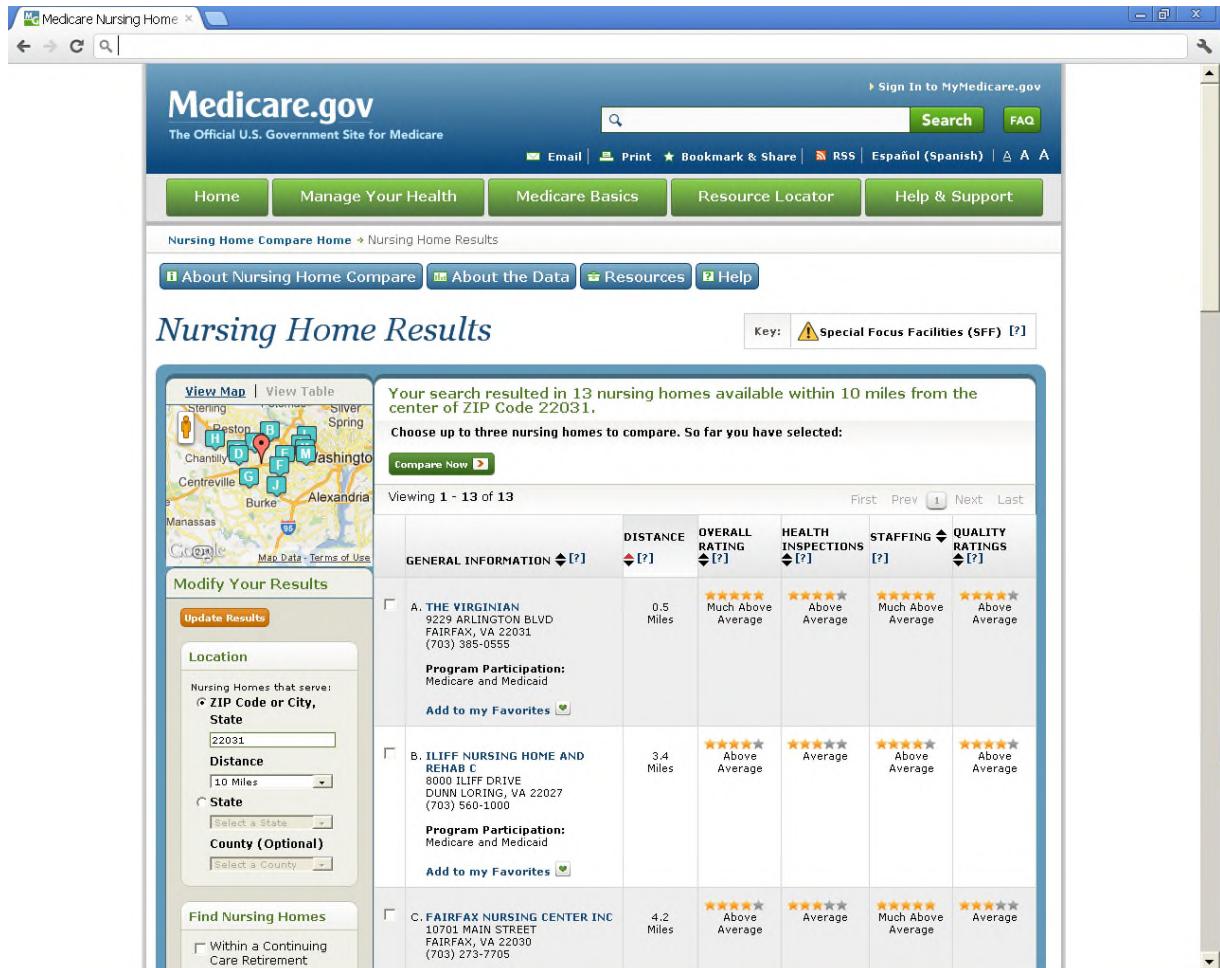 Medicare Nursing Home
Medicare.gov
The Official U.S. Government Site for Medicare
Sign In to MyMedicare.gov
Search
FAQ
Email | Print Bookmark & Share | RSS | Español (Spanish) | A A A
Home
Manage Your Health
Medicare Basics
Resource Locator
Help & Support
Nursing Home Compare Home → Nursing Home Results
About Nursing Home Compare
About the Data
Resources
Help
Nursing Home Results
Key: Special Focus Facilities (SFF) [?]
View Map | View Table
Sterling
Silver
Spring
Reston
B
H
Chantilly
D
F
M
Washingto
Centreville
G
J
Burke
Alexandria
Manassas
95
Map Data - Terms of Use
Modify Your Results
Update Results
Location
Nursing Homes that serve:
ZIP Code or City,
State
22031
Distance
10 Miles
State
Select a State
County (Optional)
Select a County
Find Nursing Homes
Within a Continuing
Care Retirement
Your search resulted in 13 nursing homes available within 10 miles from the
center of ZIP Code 22031.
Choose up to three nursing homes to compare. So far you have selected:
Compare Now
Viewing 1 - 13 of 13
First Prev 1 Next Last
GENERAL INFORMATION [?]
DISTANCE
[?]
OVERALL
RATING
[?]
HEALTH
INSPECTIONS
[?]
STAFFING
[?]
QUALITY
RATINGS
[?]
A. THE VIRGINIAN
9229 ARLINGTON BLVD
FAIRFAX, VA 22031
(703) 385-0555
Program Participation:
Medicare and Medicaid
Add to my Favorites
0.5
Miles
Much Above
Average
Above
Average
Much Above
Average
Above
Average
B. ILIFF NURSING HOME AND
REHAB C
8000 ILIFF DRIVE
DUNN LORING, VA 22027
(703) 560-1000
Program Participation:
Medicare and Medicaid
Add to my Favorites
3.4
Miles
Above
Average
Average
Above
Average
Above
Average
C. FAIRFAX NURSING CENTER INC
10701 MAIN STREET
FAIRFAX, VA 22030
(703) 273-7705
4.2
Miles
Above
Average
Average
Much Above
Average
Average